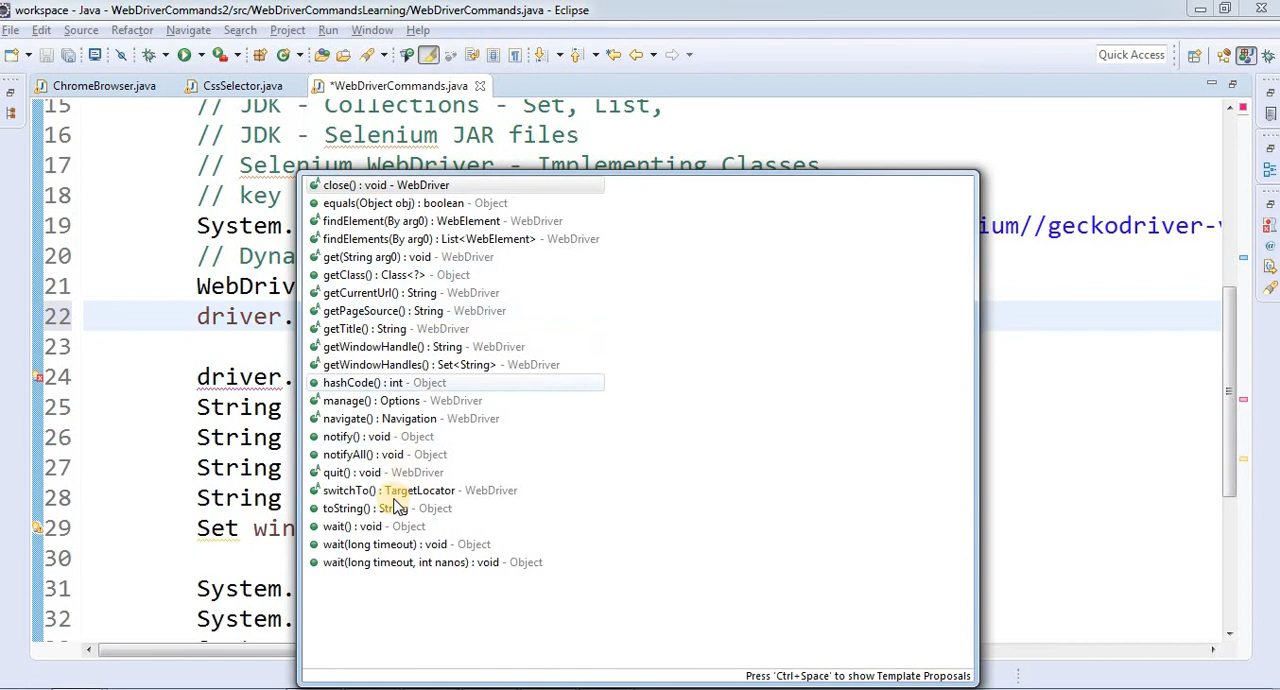 workspace - Java - WebDriverCommands2/src/WebDriverCommandsLearning/WebDriverCommands.java - Eclipse
File Edit Source Refactor Navigate Search Project Run Window Help
Quick Access
ChromeBrowser.java CssSelector.java *WebDriverCommands.java
15 // JDK - Collections - Set, List,
16 // JDK - Selenium JAR files
17 // Selenium WebDriver - Implementing Classes
18 // key
19 System. ium//geckodriver-v
20 // Dyna
21 WebDriv
22 driver.
23
24 driver.
25 String
26 String
27 String
28 String
29 Set win
30
31 System.
32 System.
close() : void - WebDriver
equals(Object obj) : boolean - Object
findElement(By arg0) : WebElement - WebDriver
findElements(By arg0) : List<WebElement> - WebDriver
get(String arg0) : void - WebDriver
getClass() : Class<?> - Object
getCurrentUrl() : String - WebDriver
getPageSource() : String - WebDriver
getTitle() : String - WebDriver
getWindowHandle() : String - WebDriver
getWindowHandles() : Set<String> - WebDriver
hashCode() : int - Object
manage() : Options - WebDriver
navigate() : Navigation - WebDriver
notify() : void - Object
notifyAll() : void - Object
quit() : void - WebDriver
switchTo() : TargetLocator - WebDriver
toString() : String - Object
wait() : void - Object
wait(long timeout) : void - Object
wait(long timeout, int nanos) : void - Object
Press 'Ctrl+Space' to show Template Proposals